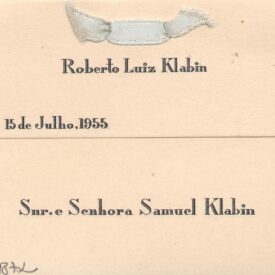 Roberto Luiz Klabin
15 de Julho, 1955
Snr. e Senhora Samuel Klabin